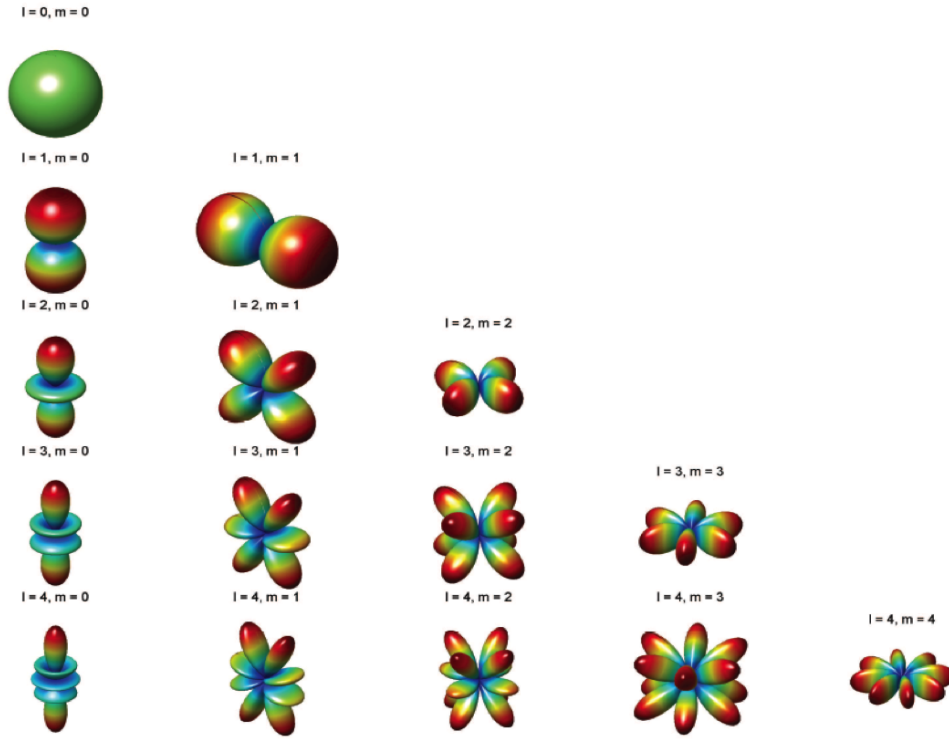 l = 0, m = 0
l = 1, m = 0
l = 1, m = 1
l = 2, m = 0
l = 2, m = 1
l = 2, m = 2
l = 3, m = 0
l = 3, m = 1
l = 3, m = 2
l = 3, m = 3
l = 4, m = 0
l = 4, m = 1
l = 4, m = 2
l = 4, m = 3
l = 4, m = 4